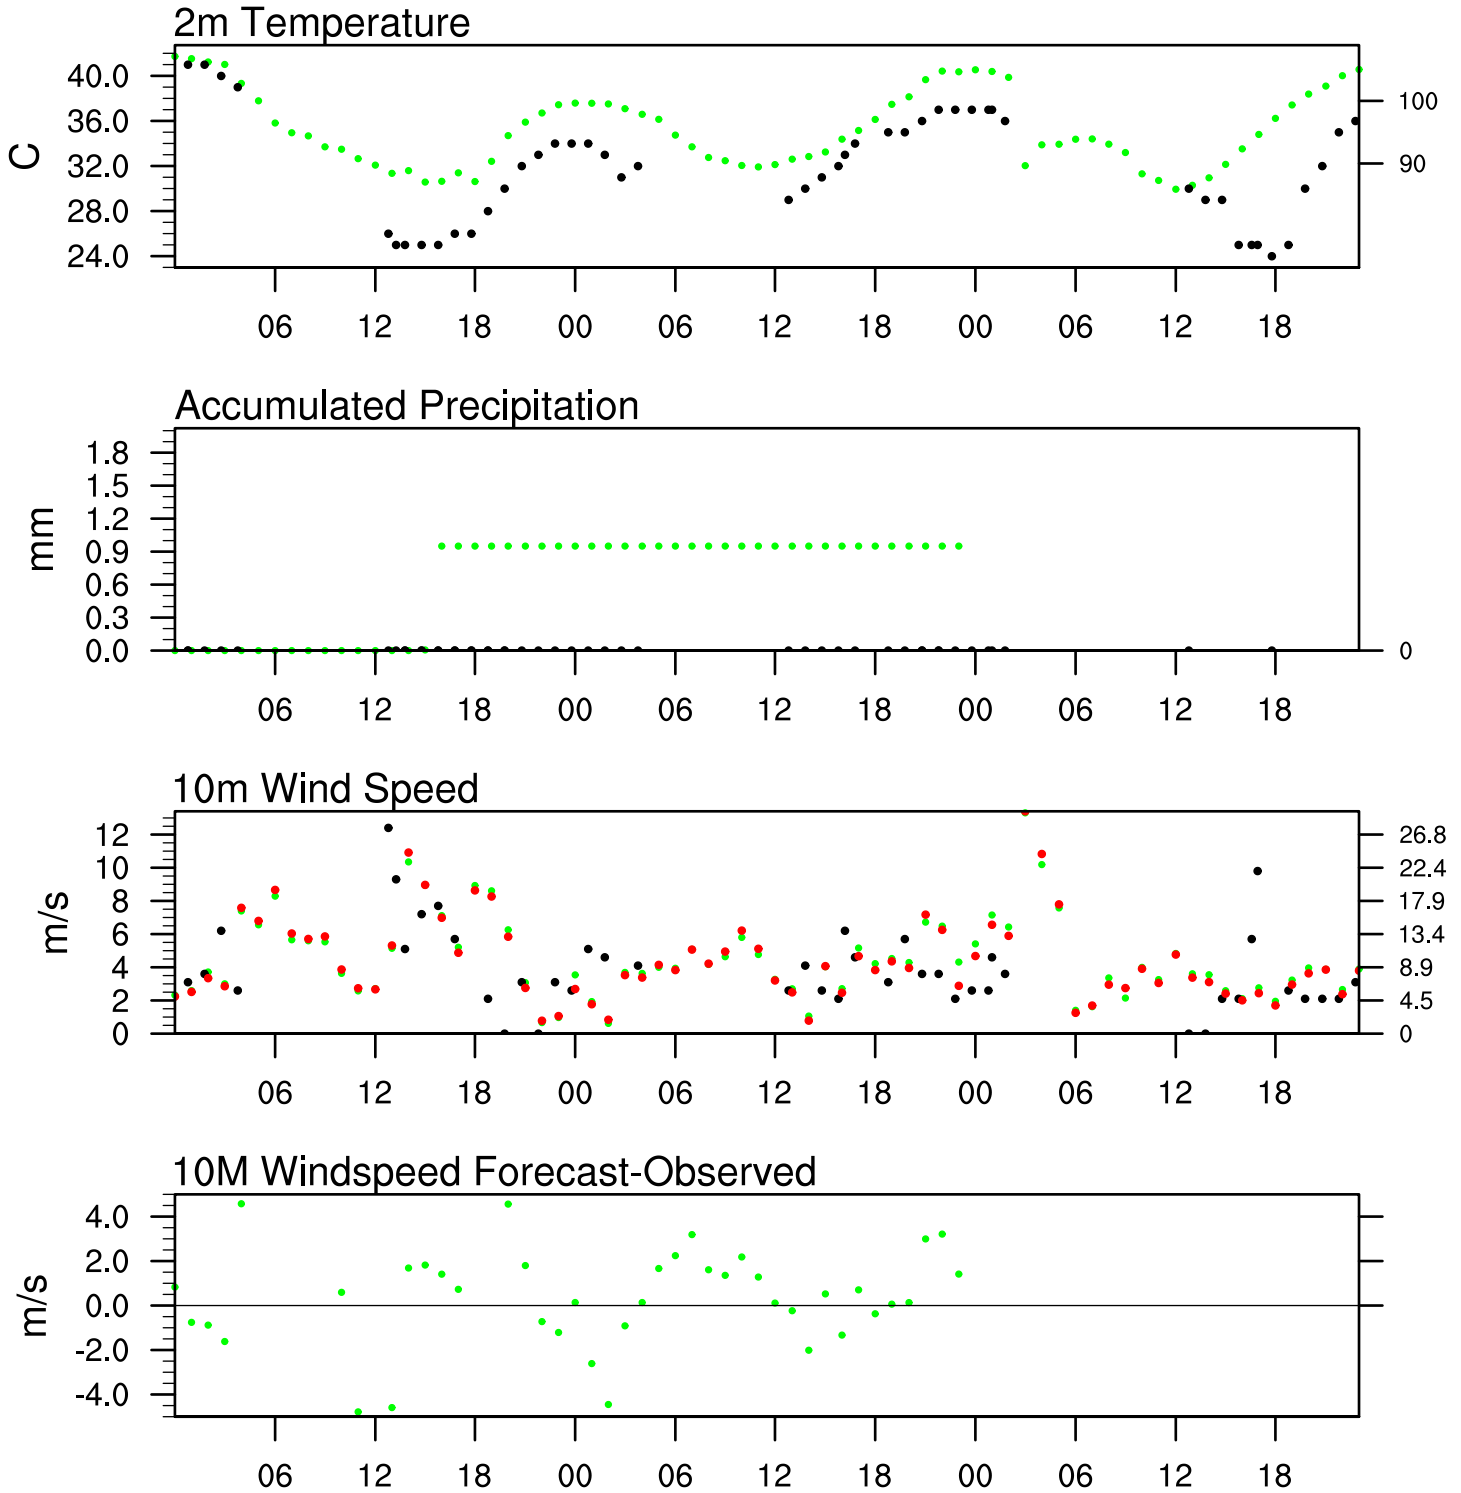 2m Temperature
40.0
36.0
32.0
28.0
24.0
C
100
90
06 12 18 00 06 12 18 00 06 12 18
Accumulated Precipitation
1.8
1.5
1.2
0.9
0.6
0.3
0.0
mm
0
06 12 18 00 06 12 18 00 06 12 18
10m Wind Speed
12
10
8
6
4
2
0
m/s
26.8
22.4
17.9
13.4
8.9
4.5
0
06 12 18 00 06 12 18 00 06 12 18
10M Windspeed Forecast-Observed
4.0
2.0
0.0
-2.0
-4.0
m/s
06 12 18 00 06 12 18 00 06 12 18